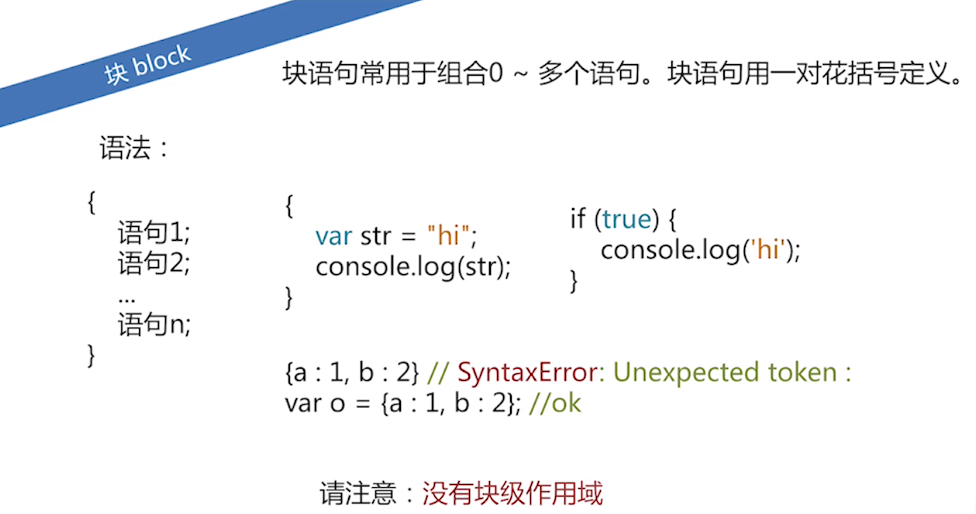 块 block
块语句常用于组合0 ~ 多个语句。块语句用一对花括号定义。
语法：
{
语句1;
语句2;
...
语句n;
}
{
var str = "hi";
console.log(str);
}
if (true) {
console.log('hi');
}
{a : 1, b : 2} // SyntaxError: Unexpected token :
var o = {a : 1, b : 2}; //ok
请注意：没有块级作用域